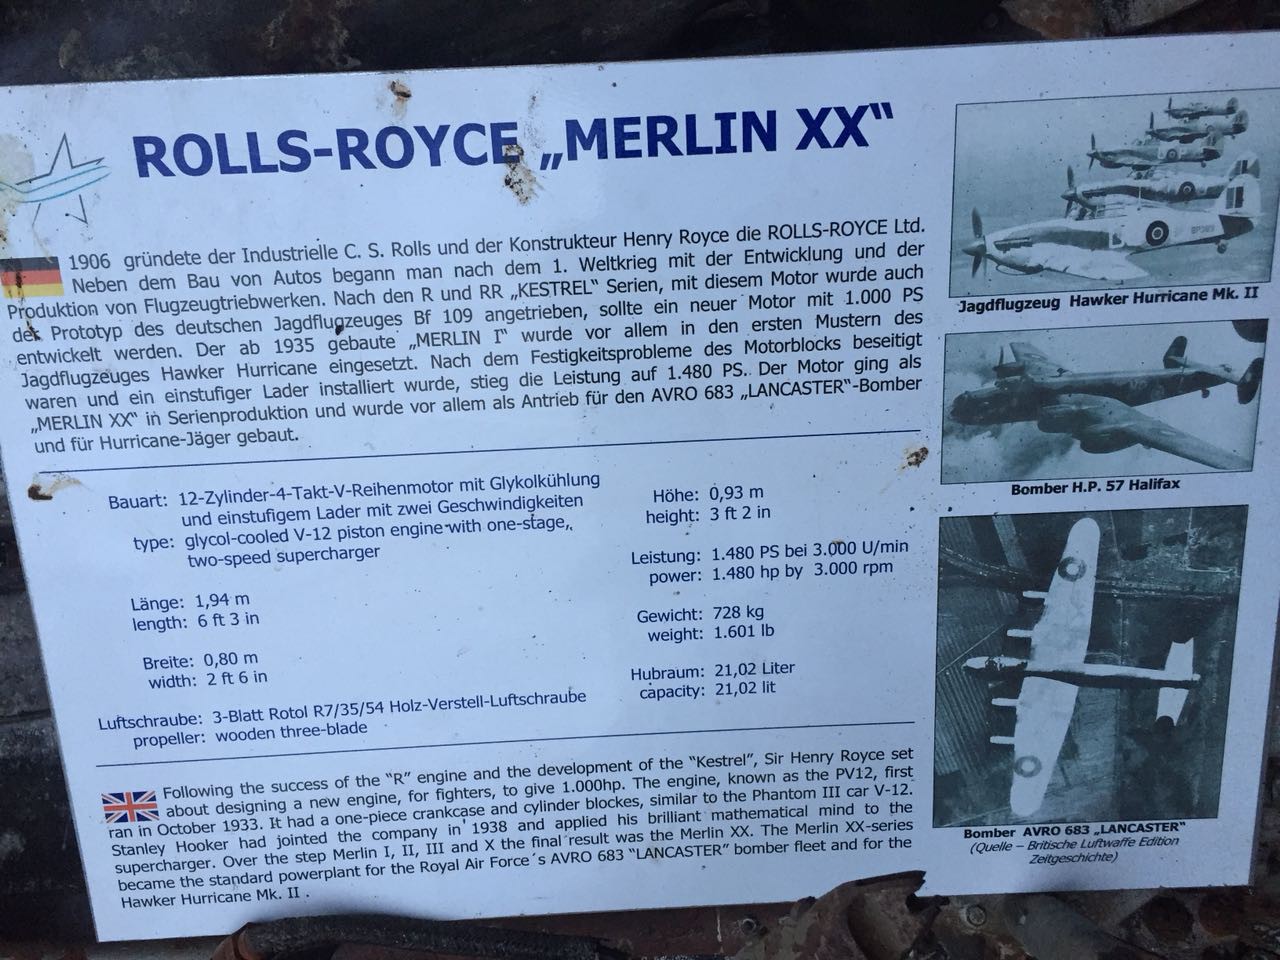 ROLLS-ROYCE „MERLIN XX“
1906 gründete der Industrielle C. S. Rolls und der Konstrukteur Henry Royce die ROLLS-ROYCE Ltd.
Neben dem Bau von Autos begann man nach dem 1. Weltkrieg mit der Entwicklung und der
Produktion von Flugzeugtriebwerken. Nach den R und RR „KESTREL“ Serien, mit diesem Motor wurde auch
der Prototyp des deutschen Jagdflugzeuges Bf 109 angetrieben, sollte ein neuer Motor mit 1.000 PS
entwickelt werden. Der ab 1935 gebaute „MERLIN I“ wurde vor allem in den ersten Mustern des
Jagdflugzeuges Hawker Hurricane eingesetzt. Nach dem Festigkeitsprobleme des Motorblocks beseitigt
waren und ein einstufiger Lader installiert wurde, stieg die Leistung auf 1.480 PS. Der Motor ging als
„MERLIN XX“ in Serienproduktion und wurde vor allem als Antrieb für den AVRO 683 „LANCASTER“-Bomber
und für Hurricane-Jäger gebaut.
Bauart: 12-Zylinder-4-Takt-V-Reihenmotor mit Glykolkühlung
und einstufigem Lader mit zwei Geschwindigkeiten
type: glycol-cooled V-12 piston engine with one-stage,
two-speed supercharger
Länge: 1,94 m
length: 6 ft 3 in
Breite: 0,80 m
width: 2 ft 6 in
Luftschraube: 3-Blatt Rotol R7/35/54 Holz-Verstell-Luftschraube
propeller: wooden three-blade
Höhe: 0,93 m
height: 3 ft 2 in
Leistung: 1.480 PS bei 3.000 U/min
power: 1.480 hp by 3.000 rpm
Gewicht: 728 kg
weight: 1.601 lb
Hubraum: 21,02 Liter
capacity: 21,02 lit
Following the success of the “R” engine and the development of the “Kestrel”, Sir Henry Royce set
about designing a new engine, for fighters, to give 1.000hp. The engine, known as the PV12, first
ran in October 1933. It had a one-piece crankcase and cylinder blockes, similar to the Phantom III car V-12.
Stanley Hooker had jointed the company in 1938 and applied his brilliant mathematical mind to the
supercharger. Over the step Merlin I, II, III and X the final result was the Merlin XX. The Merlin XX-series
became the standard powerplant for the Royal Air Force´s AVRO 683 “LANCASTER” bomber fleet and for the
Hawker Hurricane Mk. II .
Jagdflugzeug Hawker Hurricane Mk. II
Bomber H.P. 57 Halifax
Bomber AVRO 683 „LANCASTER“
(Quelle – Britische Luftwaffe Edition
Zeitgeschichte)